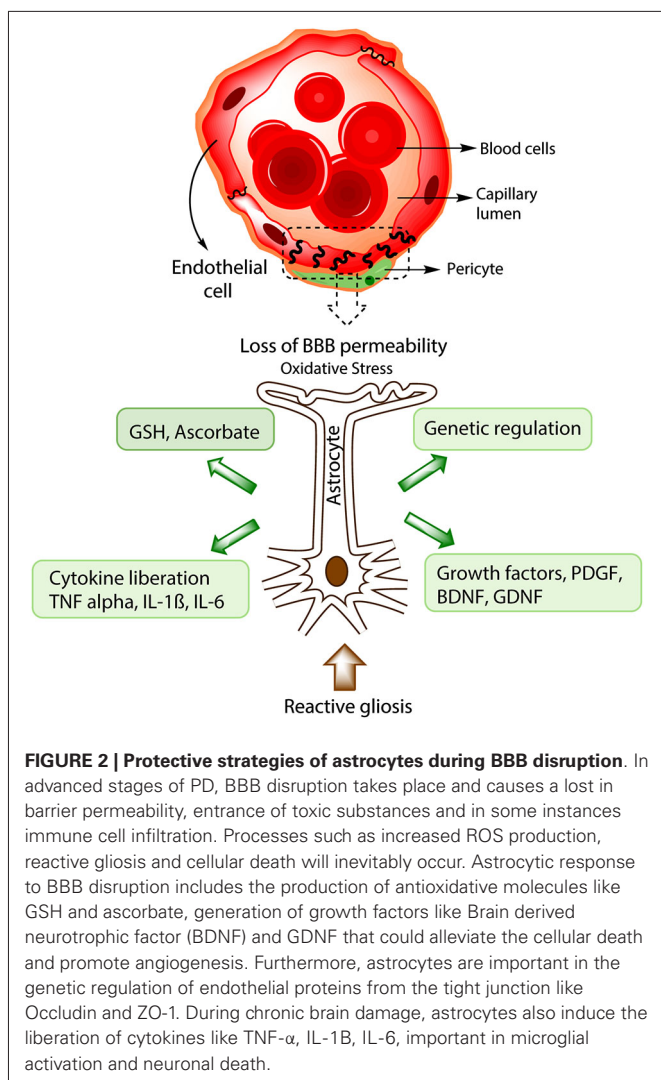 Blood cells
Capillary
lumen
Endothelial
cell
Pericyte
Loss of BBB permeability
Oxidative Stress
GSH, Ascorbate
Astrocyte
Genetic regulation
Cytokine liberation
TNF alpha, IL-1ß, IL-6
Growth factors, PDGF,
BDNF, GDNF
Reactive gliosis
FIGURE 2 | Protective strategies of astrocytes during BBB disruption. In
advanced stages of PD, BBB disruption takes place and causes a lost in
barrier permeability, entrance of toxic substances and in some instances
immune cell infiltration. Processes such as increased ROS production,
reactive gliosis and cellular death will inevitably occur. Astrocytic response
to BBB disruption includes the production of antioxidative molecules like
GSH and ascorbate, generation of growth factors like Brain derived
neurotrophic factor (BDNF) and GDNF that could alleviate the cellular death
and promote angiogenesis. Furthermore, astrocytes are important in the
genetic regulation of endothelial proteins from the tight junction like
Occludin and ZO-1. During chronic brain damage, astrocytes also induce the
liberation of cytokines like TNF-α, IL-1B, IL-6, important in microglial
activation and neuronal death.